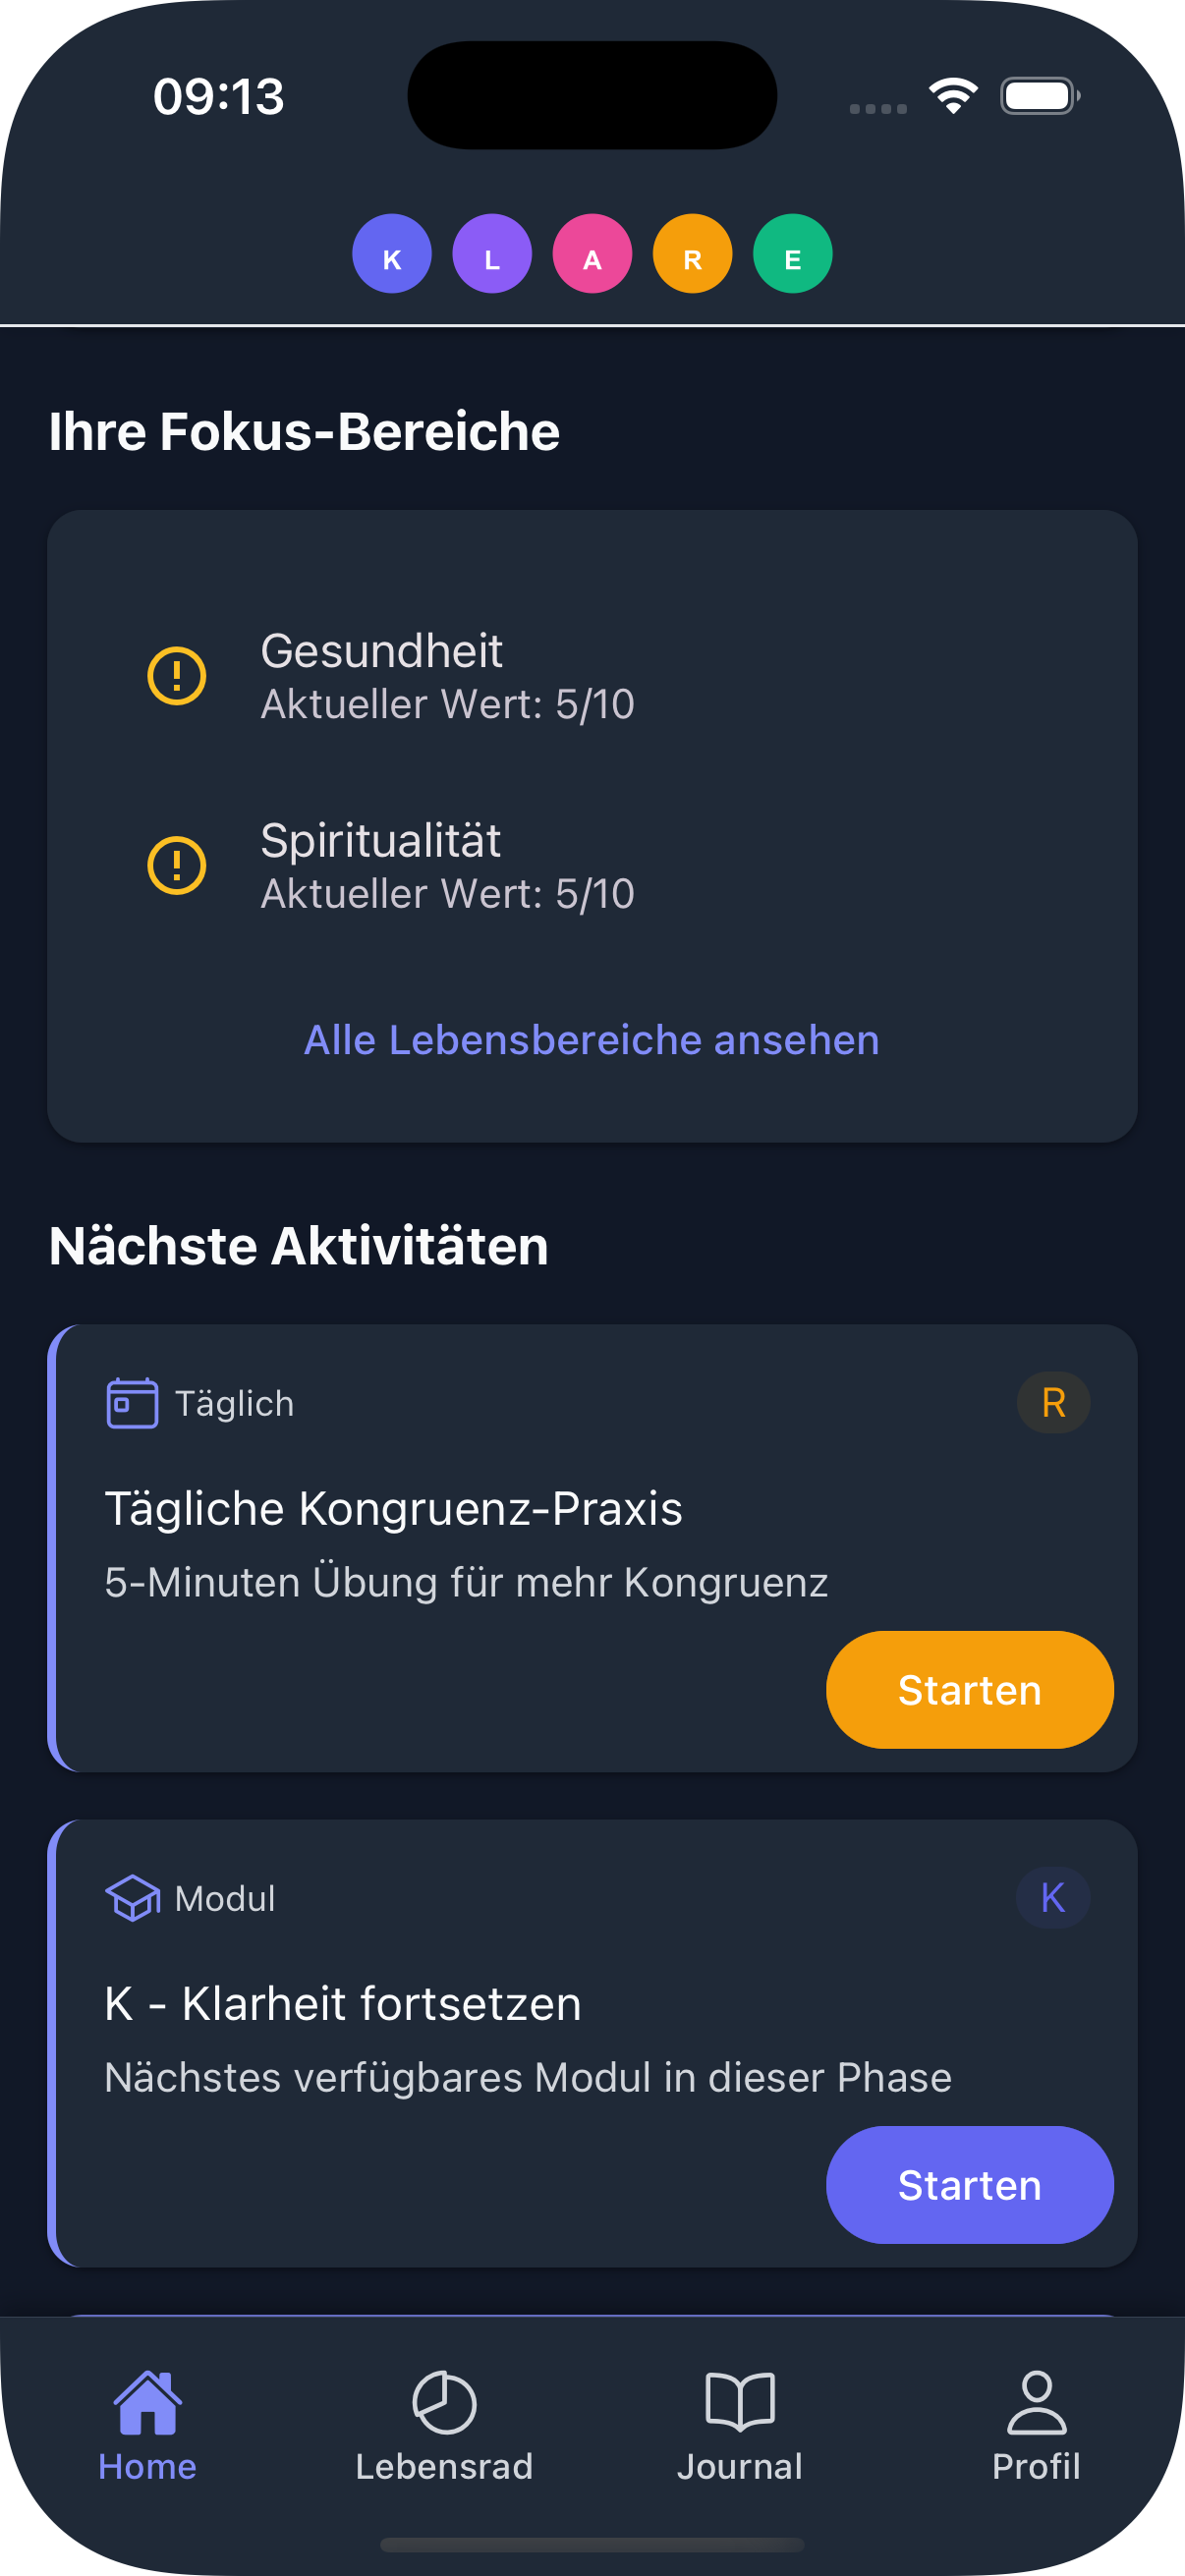 09:13
K L A R E
Ihre Fokus-Bereiche
Gesundheit
Aktueller Wert: 5/10
Spiritualität
Aktueller Wert: 5/10
Alle Lebensbereiche ansehen
Nächste Aktivitäten
Täglich
R
Tägliche Kongruenz-Praxis
5-Minuten Übung für mehr Kongruenz
Starten
Modul
K
K - Klarheit fortsetzen
Nächstes verfügbares Modul in dieser Phase
Starten
Home Lebensrad Journal Profil